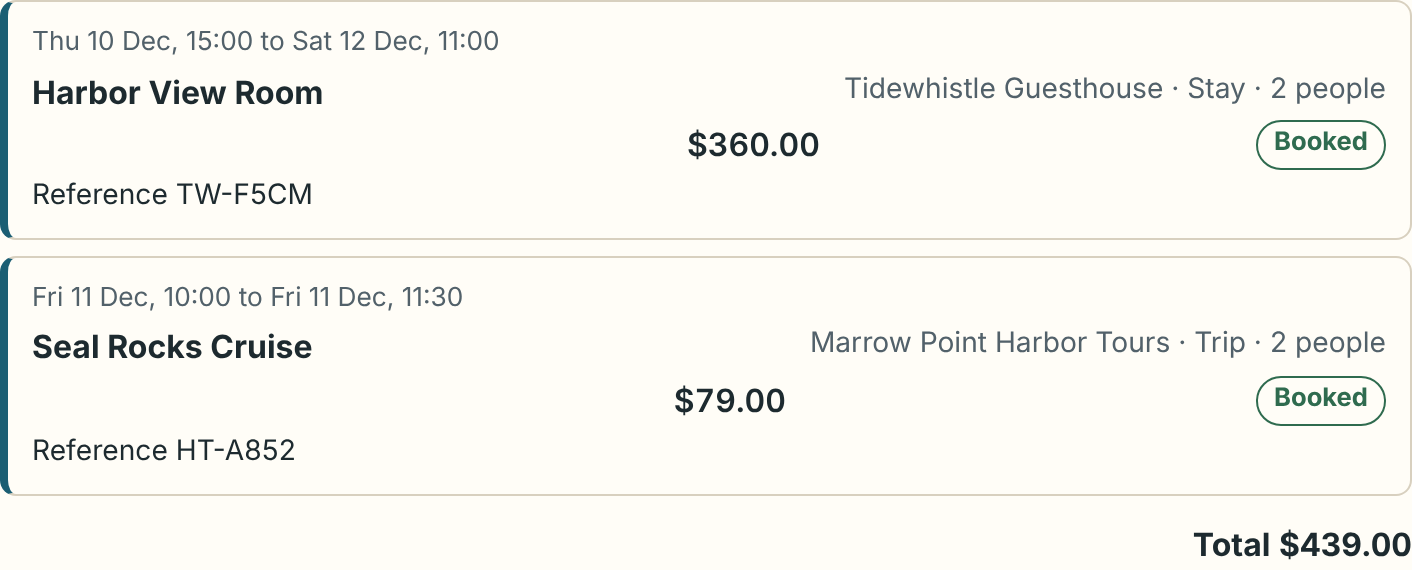 Thu 10 Dec, 15:00 to Sat 12 Dec, 11:00
Harbor View Room
Tidewhistle Guesthouse · Stay · 2 people
$360.00
Booked
Reference TW-F5CM
Fri 11 Dec, 10:00 to Fri 11 Dec, 11:30
Seal Rocks Cruise
Marrow Point Harbor Tours · Trip · 2 people
$79.00
Booked
Reference HT-A852
Total $439.00